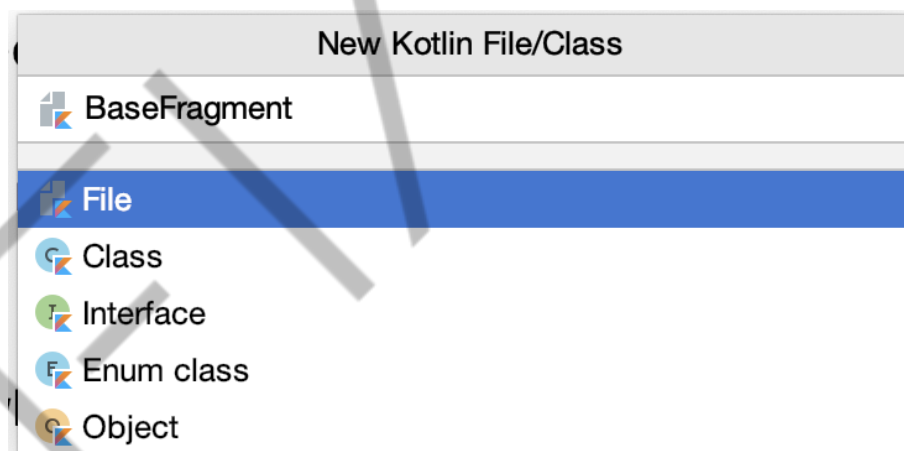 New Kotlin File/Class
BaseFragment
File
Class
Interface
Enum class
Object